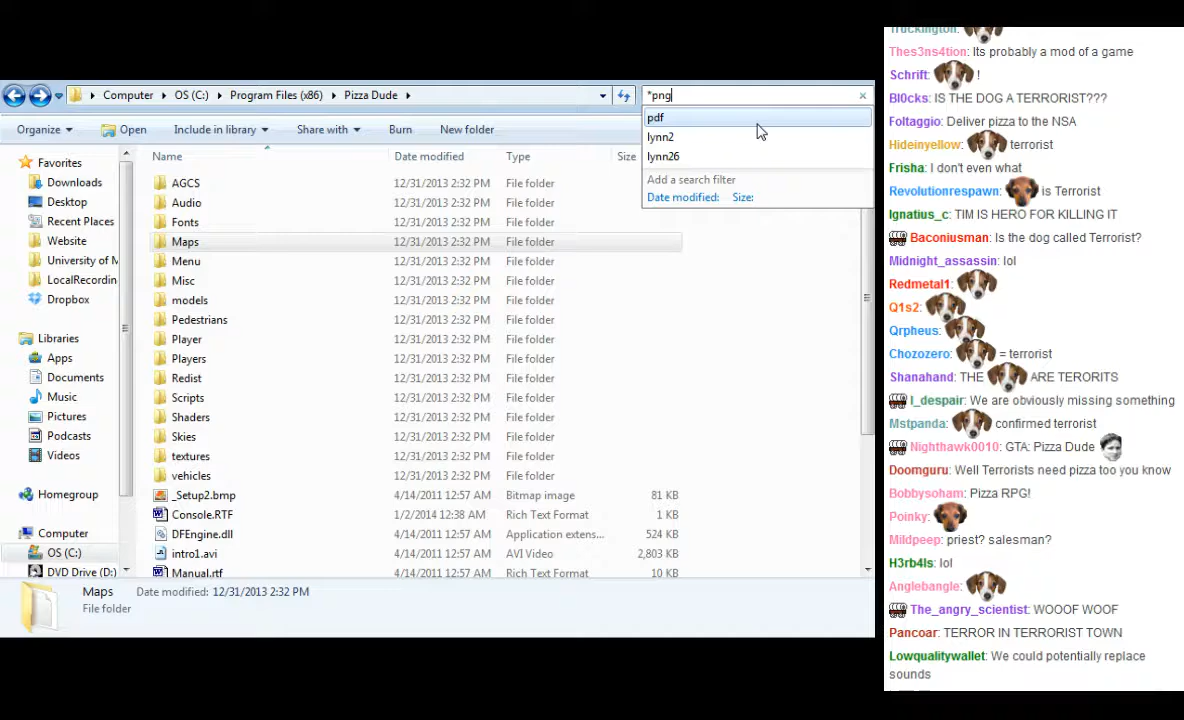 Computer ▸ OS (C:) ▸ Program Files (x86) ▸ Pizza Dude ▸
*png
Organize
Open
Include in library
Share with
Burn
New folder
pdf
lynn2
lynn26
Add a search filter
Date modified: Size:
Name Date modified Type Size
AGCS 12/31/2013 2:32 PM File folder
Audio 12/31/2013 2:32 PM File folder
Fonts 12/31/2013 2:32 PM File folder
Maps 12/31/2013 2:32 PM File folder
Menu 12/31/2013 2:32 PM File folder
Misc 12/31/2013 2:32 PM File folder
models 12/31/2013 2:32 PM File folder
Pedestrians 12/31/2013 2:32 PM File folder
Player 12/31/2013 2:32 PM File folder
Players 12/31/2013 2:32 PM File folder
Redist 12/31/2013 2:32 PM File folder
Scripts 12/31/2013 2:32 PM File folder
Shaders 12/31/2013 2:32 PM File folder
Skies 12/31/2013 2:32 PM File folder
textures 12/31/2013 2:32 PM File folder
vehicles 12/31/2013 2:32 PM File folder
_Setup2.bmp 4/14/2011 12:57 AM Bitmap image 81 KB
Console.RTF 1/2/2014 12:38 AM Rich Text Format 1 KB
DFEngine.dll 4/14/2011 12:57 AM Application extens... 524 KB
intro1.avi 4/14/2011 12:57 AM AVI Video 2,803 KB
Manual.rtf 4/14/2011 12:57 AM Rich Text Format 10 KB
Favorites
Downloads
Desktop
Recent Places
Website
University of M
LocalRecordin
Dropbox
Libraries
Apps
Documents
Music
Pictures
Podcasts
Videos
Homegroup
Computer
OS (C:)
DVD Drive (D:)
Maps Date modified: 12/31/2013 2:32 PM
File folder
Truckington:
Thes3ns4tion: Its probably a mod of a game
Schrift: !
Bl0cks: IS THE DOG A TERRORIST???
Foltaggio: Deliver pizza to the NSA
Hideinyellow: terrorist
Frisha: I don't even what
Revolutionrespawn: is Terrorist
Ignatius_c: TIM IS HERO FOR KILLING IT
Baconiusman: Is the dog called Terrorist?
Midnight_assassin: lol
Redmetal1:
Q1s2:
Qrpheus:
Chozozero: = terrorist
Shanahand: THE ARE TERORITS
I_despair: We are obviously missing something
Mstpanda: confirmed terrorist
Nighthawk0010: GTA: Pizza Dude
Doomguru: Well Terrorists need pizza too you know
Bobbysoham: Pizza RPG!
Poinky:
Mildpeep: priest? salesman?
H3rb4ls: lol
Anglebangle:
The_angry_scientist: WOOOF WOOF
Pancoar: TERROR IN TERRORIST TOWN
Lowqualitywallet: We could potentially replace
sounds